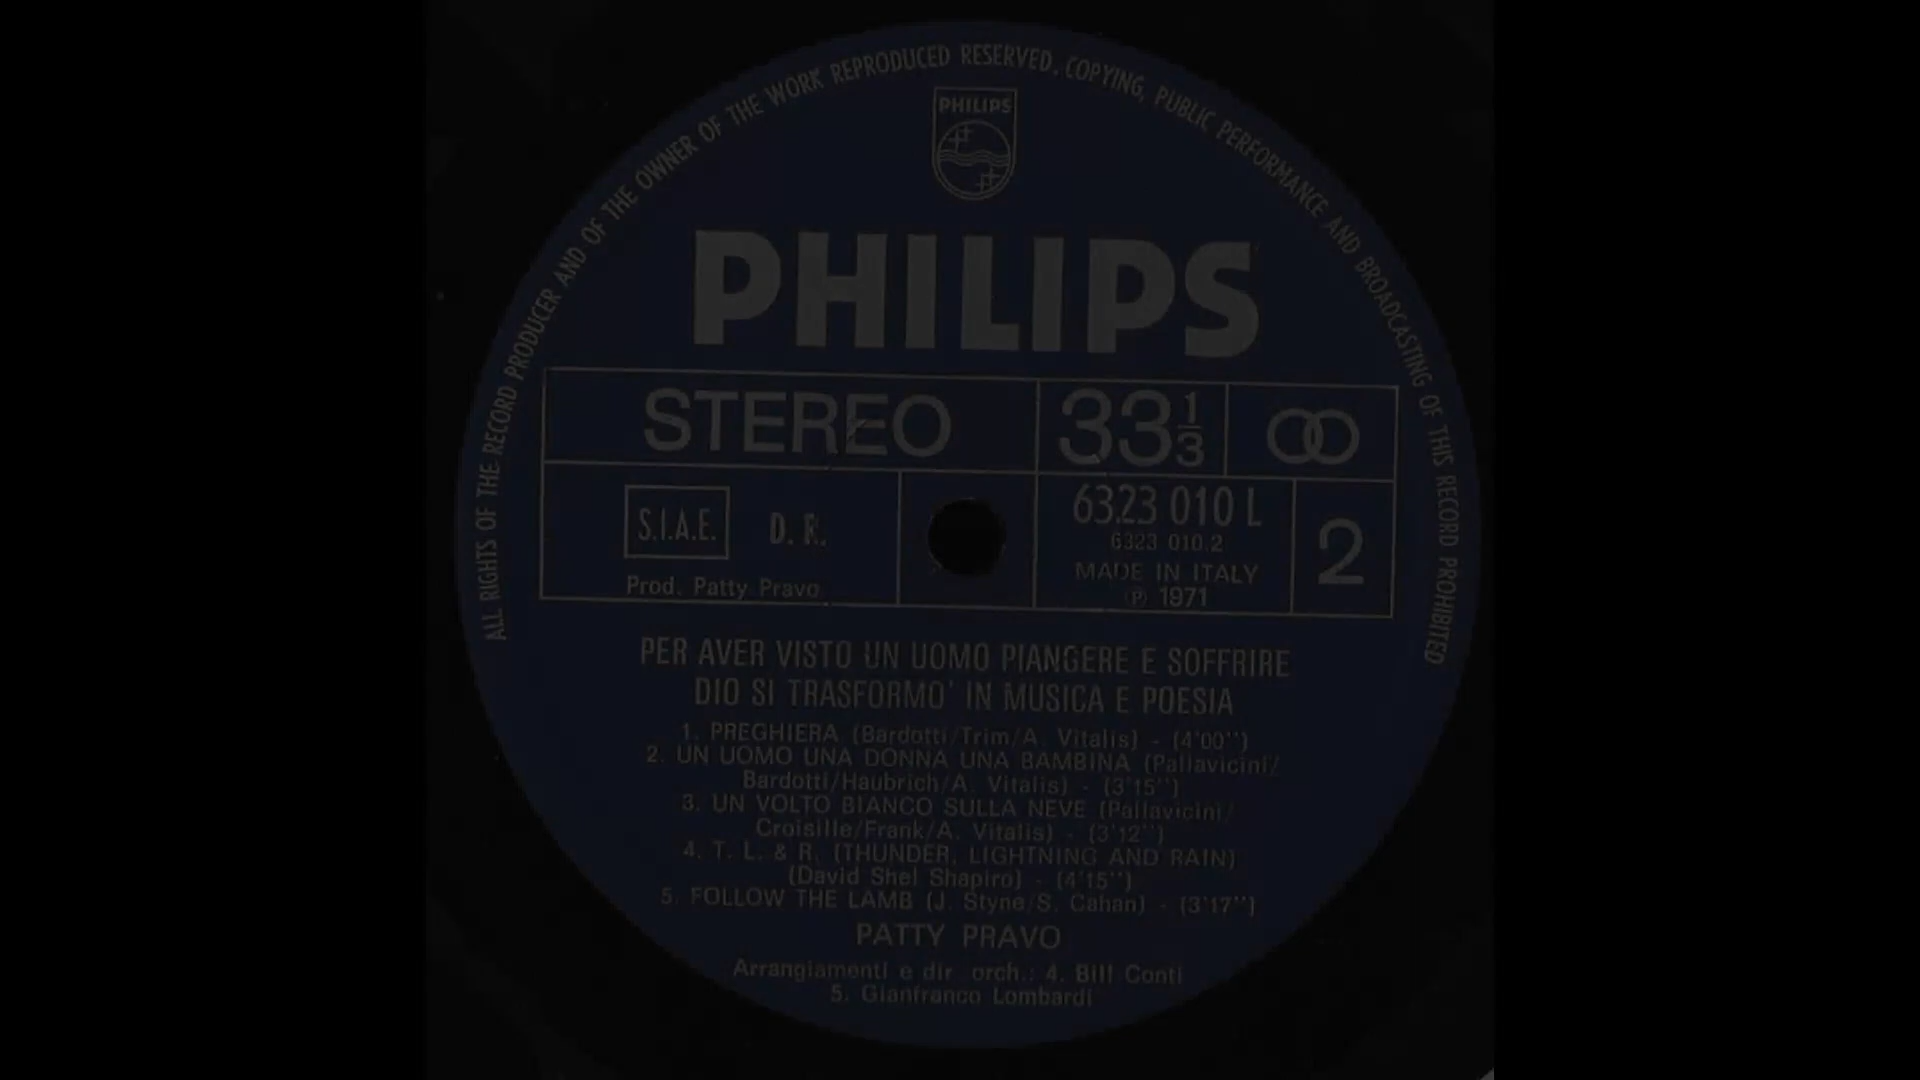 ALL RIGHTS OF THE RECORD PRODUCER AND OF THE OWNER OF THE WORK REPRODUCED RESERVED. COPYING, PUBLIC PERFORMANCE AND BROADCASTING OF THIS RECORD PROHIBITED
PHILIPS
PHILIPS
STEREO 33 1/3
S.I.A.E. D. R.
6323 010 L
6323 010.2
2
MADE IN ITALY
Prod. Patty Pravo
(P) 1971
PER AVER VISTO UN UOMO PIANGERE E SOFFRIRE
DIO SI TRASFORMO' IN MUSICA E POESIA
1. PREGHIERA (Bardotti/Trim/A. Vitalis) - (4'00'')
2. UN UOMO UNA DONNA UNA BAMBINA (Pallavicini/
Bardotti/Haubrich/A. Vitalis) - (3'15'')
3. UN VOLTO BIANCO SULLA NEVE (Pallavicini/
Croisille/Frank/A. Vitalis) - (3'12'')
4. T. L. & R. (THUNDER, LIGHTNING AND RAIN)
(David Shel Shapiro) - (4'15'')
5. FOLLOW THE LAMB (J. Styne/S. Cahan) - (3'17'')
PATTY PRAVO
Arrangiamenti e dir. orch.: 4. Bill Conti
5. Gianfranco Lombardi